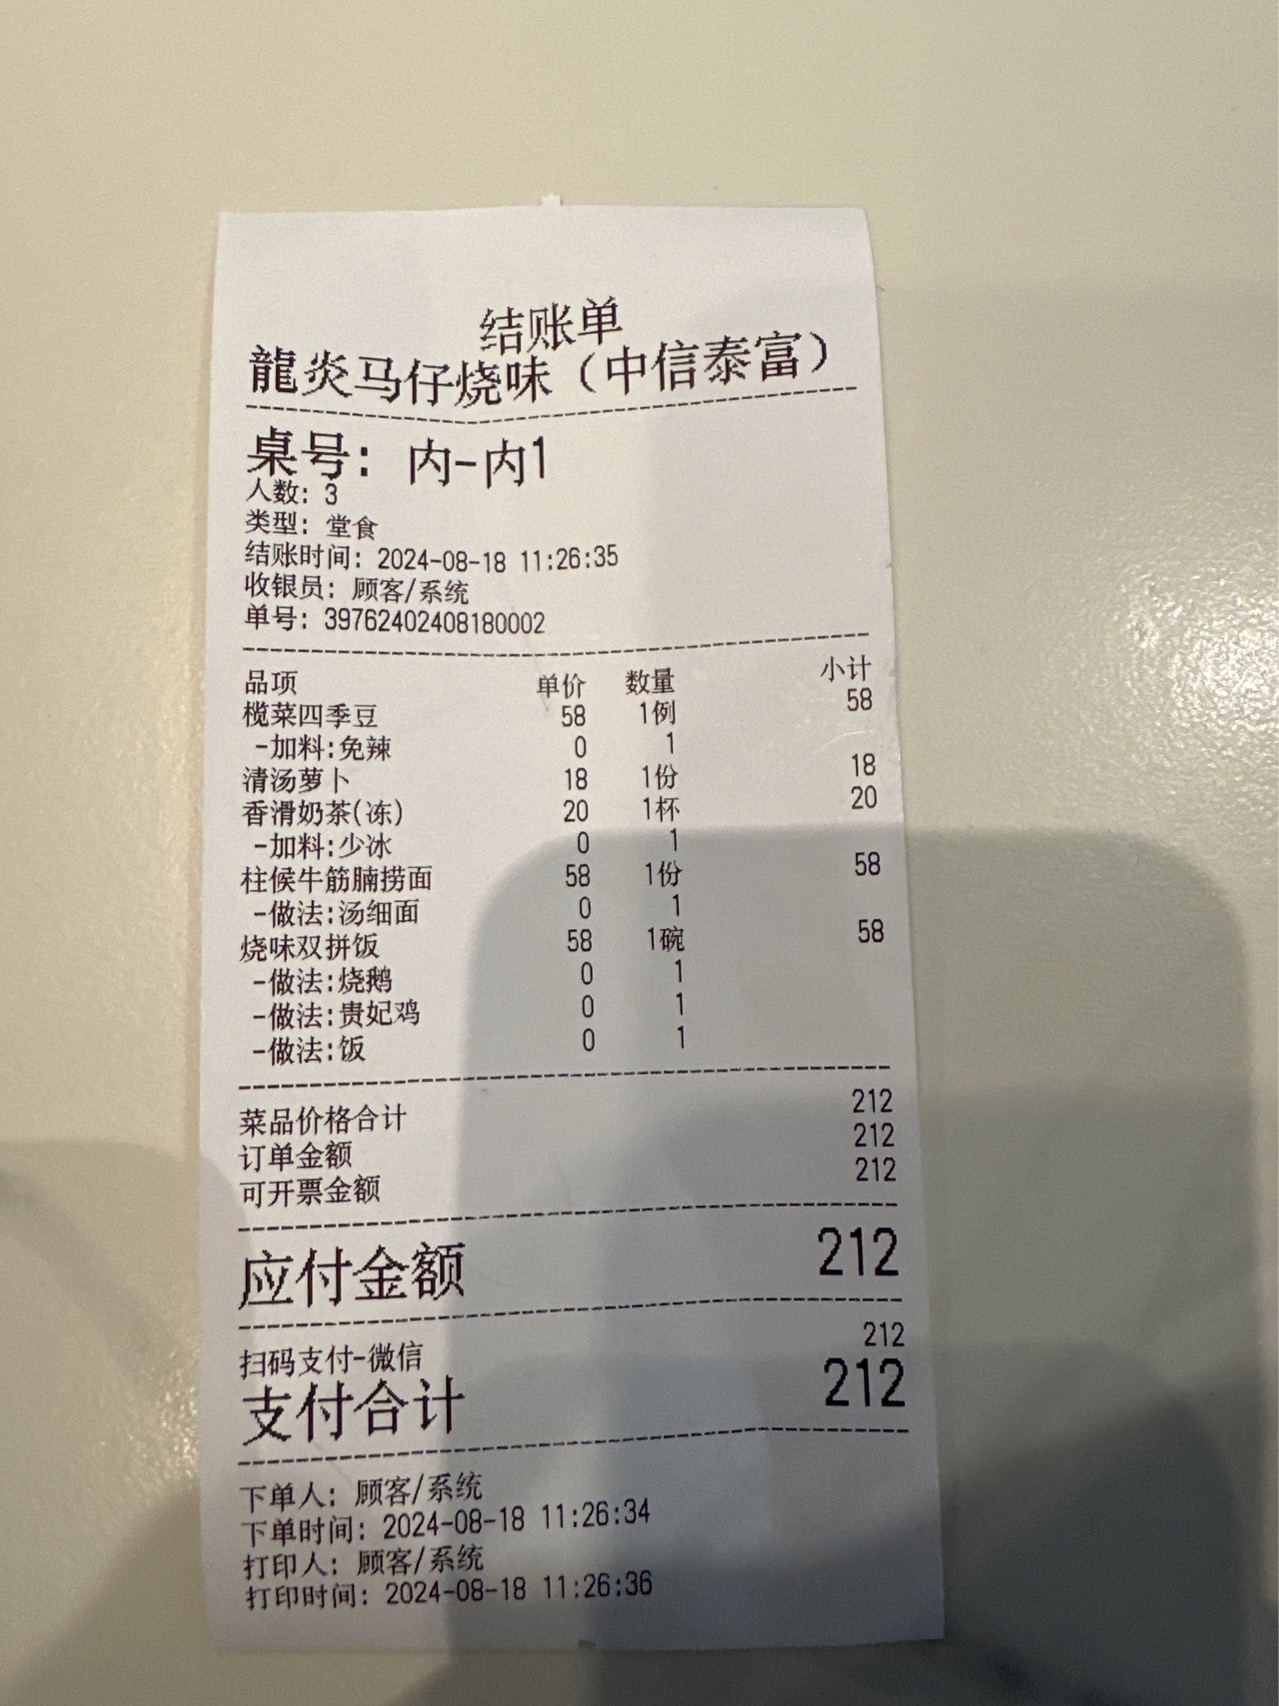 结账单
龍炎马仔烧味（中信泰富）
桌号: 内-内1
人数: 3
类型: 堂食
结账时间: 2024-08-18 11:26:35
收银员: 顾客/系统
单号: 39762402408180002
品项 单价 数量 小计
榄菜四季豆 58 1例 58
-加料:免辣 0 1
清汤萝卜 18 1份 18
香滑奶茶(冻) 20 1杯 20
-加料:少冰 0 1
柱候牛筋腩捞面 58 1份 58
-做法:汤细面 0 1
烧味双拼饭 58 1碗 58
-做法:烧鹅 0 1
-做法:贵妃鸡 0 1
-做法:饭 0 1
菜品价格合计 212
订单金额 212
可开票金额 212
应付金额 212
扫码支付-微信 212
支付合计 212
下单人: 顾客/系统
下单时间: 2024-08-18 11:26:34
打印人: 顾客/系统
打印时间: 2024-08-18 11:26:36